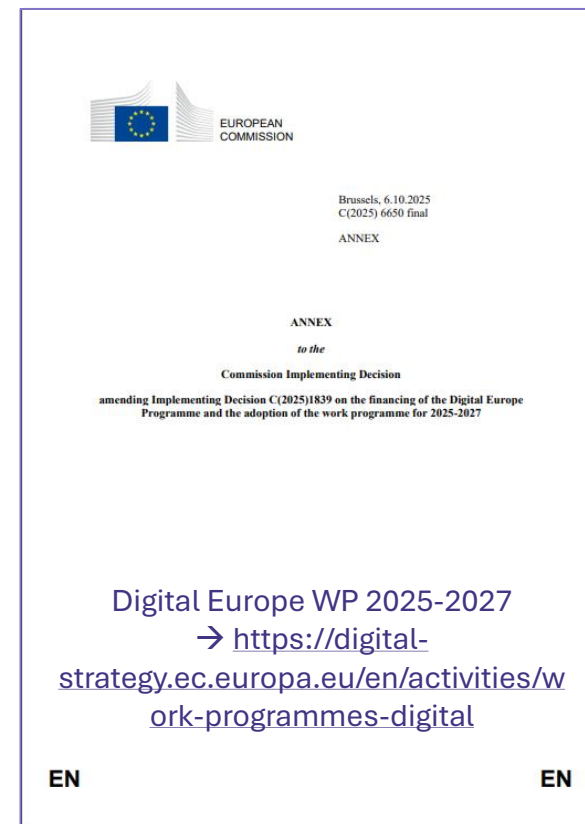 EUROPEAN
COMMISSION
Brussels, 6.10.2025
C(2025) 6650 final
ANNEX
ANNEX
to the
Commission Implementing Decision
amending Implementing Decision C(2025)1839 on the financing of the Digital Europe
Programme and the adoption of the work programme for 2025-2027
Digital Europe WP 2025-2027
→ https://digital-
strategy.ec.europa.eu/en/activities/w
ork-programmes-digital
EN EN